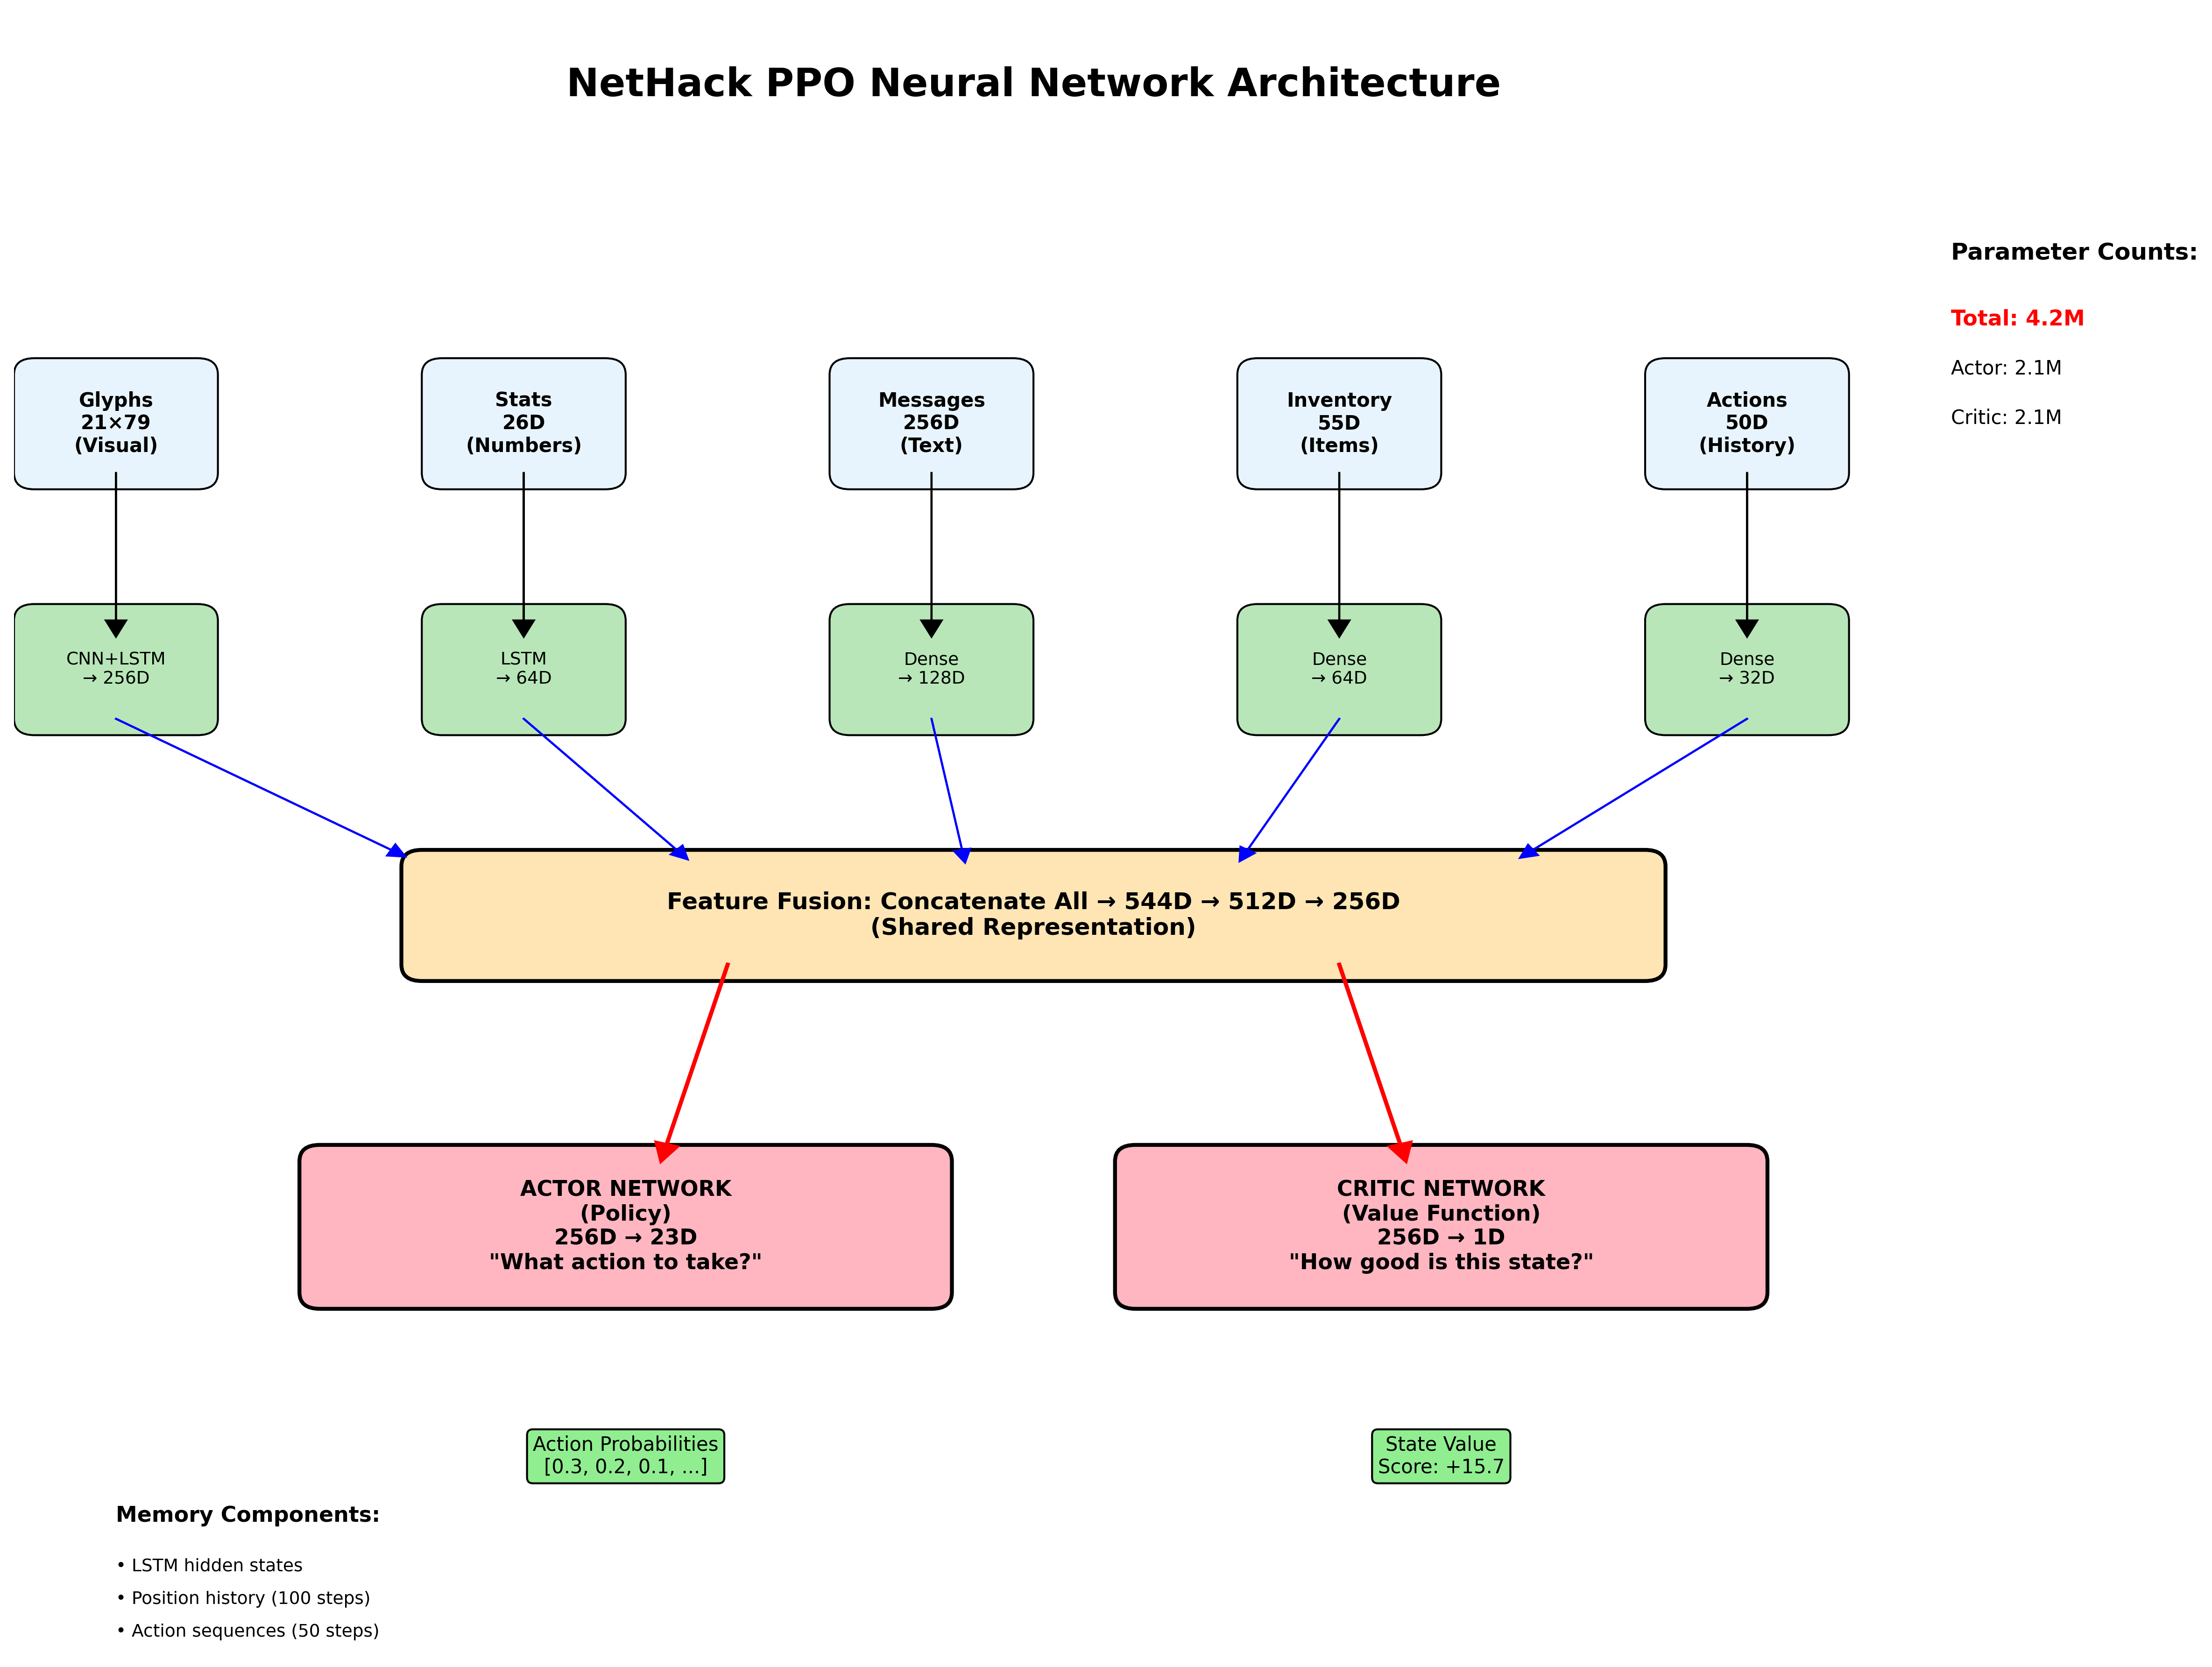 NetHack PPO Neural Network Architecture
Parameter Counts:
Total: 4.2M
Actor: 2.1M
Critic: 2.1M
Glyphs
21×79
(Visual)
Stats
26D
(Numbers)
Messages
256D
(Text)
Inventory
55D
(Items)
Actions
50D
(History)
CNN+LSTM
→ 256D
LSTM
→ 64D
Dense
→ 128D
Dense
→ 64D
Dense
→ 32D
Feature Fusion: Concatenate All → 544D → 512D → 256D
(Shared Representation)
ACTOR NETWORK
(Policy)
256D → 23D
"What action to take?"
CRITIC NETWORK
(Value Function)
256D → 1D
"How good is this state?"
Action Probabilities
[0.3, 0.2, 0.1, ...]
State Value
Score: +15.7
Memory Components:
• LSTM hidden states
• Position history (100 steps)
• Action sequences (50 steps)